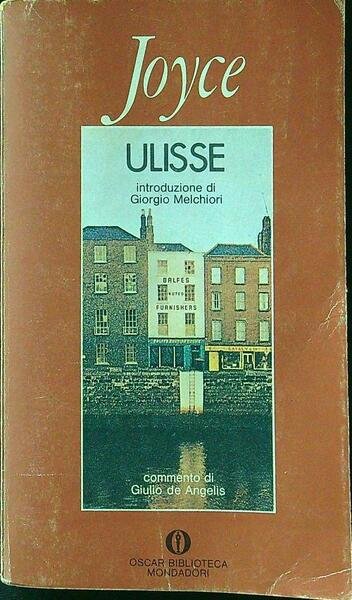 Joyce
ULISSE
introduzione di
Giorgio Melchiori
BALFES
FURNISHERS
commento di
Giulio de Angelis
OSCAR BIBLIOTECA
MONDADORI